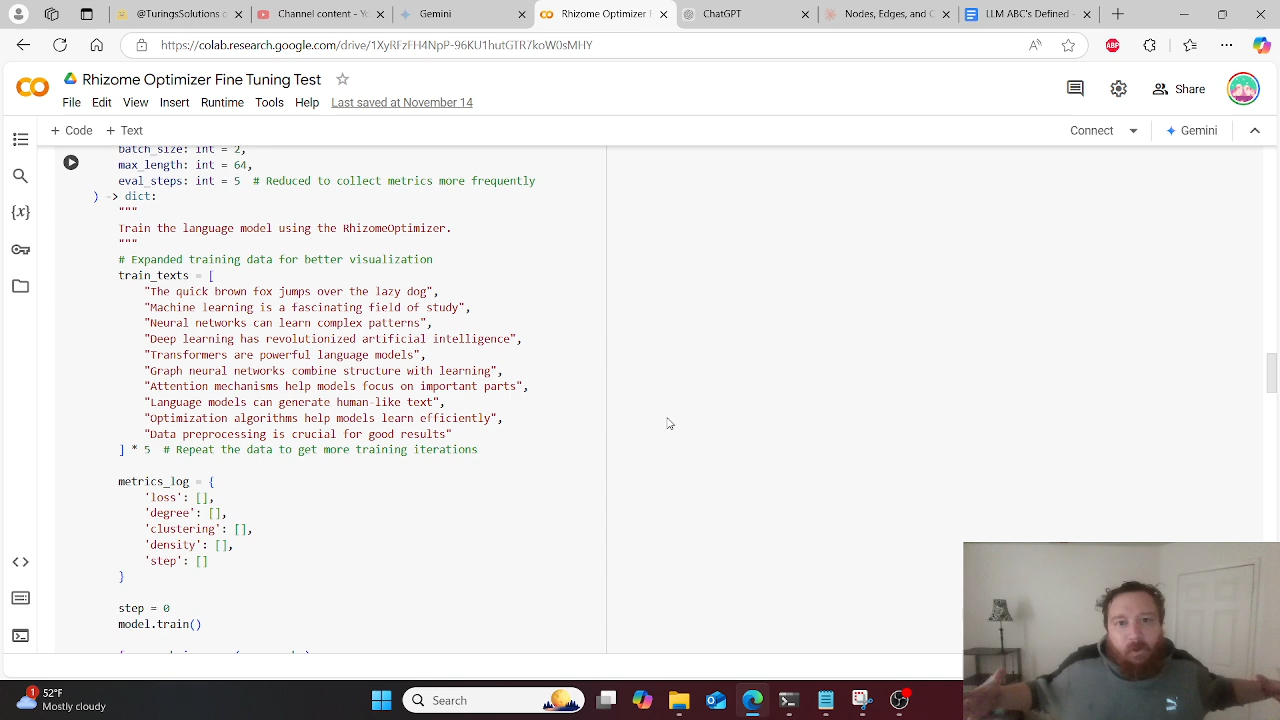 @TuringsSolutions
Channel content - Yo
Gemini
Rhizome Optimizer F
ChatGPT
Nodes, Edges, and C
LLM ABC's Defined -
ABP
Rhizome Optimizer Fine Tuning Test
File Edit View Insert Runtime Tools Help Last saved at November 14
Share
+ Code + Text
Connect
Gemini
batch_size: int = 2,
max_length: int = 64,
eval_steps: int = 5 # Reduced to collect metrics more frequently
) -> dict:
"""
Train the language model using the RhizomeOptimizer.
"""
# Expanded training data for better visualization
train_texts = [
"The quick brown fox jumps over the lazy dog",
"Machine learning is a fascinating field of study",
"Neural networks can learn complex patterns",
"Deep learning has revolutionized artificial intelligence",
"Transformers are powerful language models",
"Graph neural networks combine structure with learning",
"Attention mechanisms help models focus on important parts",
"Language models can generate human-like text",
"Optimization algorithms help models learn efficiently",
"Data preprocessing is crucial for good results"
] * 5 # Repeat the data to get more training iterations
metrics_log = {
'loss': [],
'degree': [],
'clustering': [],
'density': [],
'step': []
}
step = 0
model.train()
{x}
1
52°F
Mostly cloudy
Search